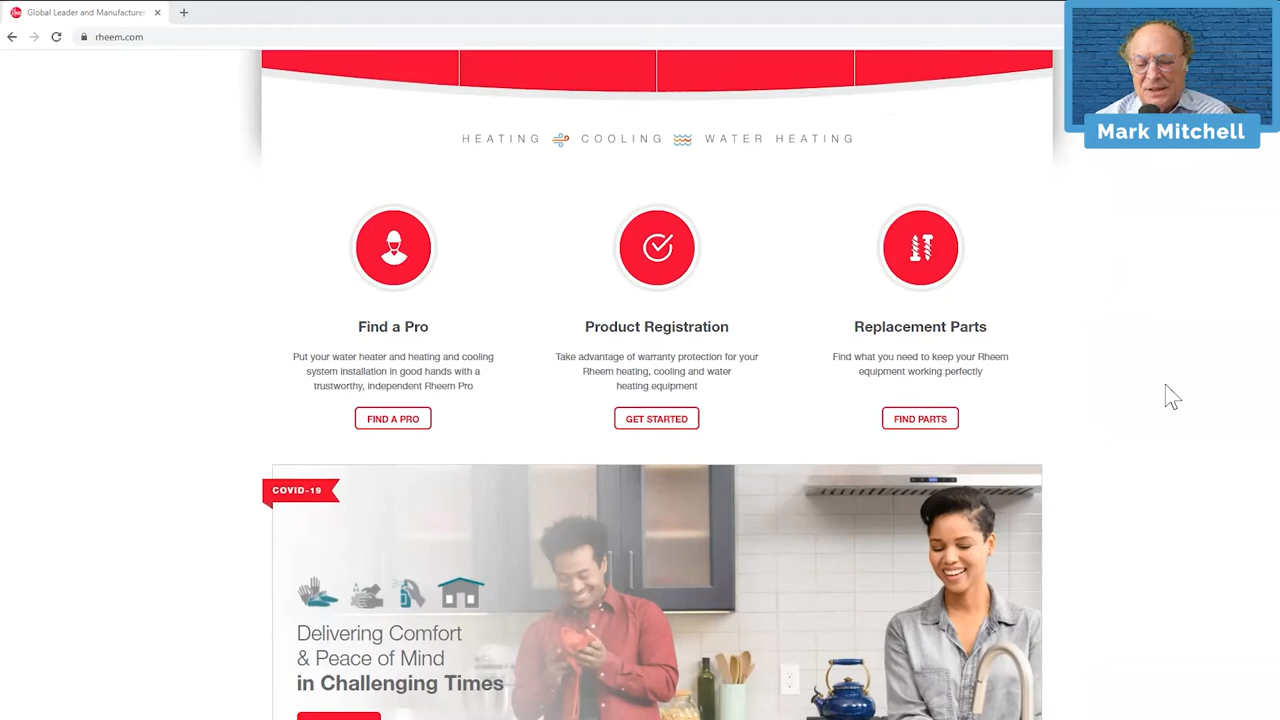 Global Leader and Manufacturer
rheem.com
Mark Mitchell
HEATING COOLING WATER HEATING
Find a Pro
Put your water heater and heating and cooling
system installation in good hands with a
trustworthy, independent Rheem Pro
FIND A PRO
Product Registration
Take advantage of warranty protection for your
Rheem heating, cooling and water
heating equipment
GET STARTED
Replacement Parts
Find what you need to keep your Rheem
equipment working perfectly
FIND PARTS
COVID-19
Delivering Comfort
& Peace of Mind
in Challenging Times